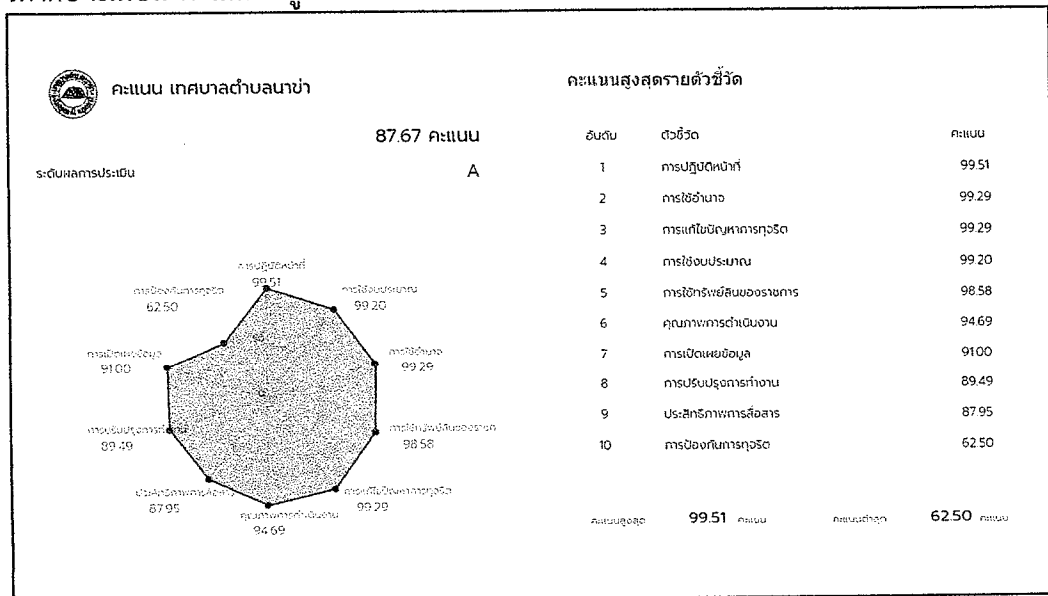 คะแนน เทศบาลตำบลนาข่า
87.67 คะแนน
ระดับผลการประเมิน A
การปฏิบัติหน้าที่
99.51
การใช้งบประมาณ
99.20
การใช้อำนาจ
99.29
การใช้ทรัพย์สินของราชก
98.58
การแก้ไขปัญหาการทุจริต
99.29
คุณภาพการดำเนินงาน
94.69
ประสิทธิภาพการสื่อสาร
87.95
การปรับปรุงการทำงาน
89.49
การเปิดเผยข้อมูล
91.00
การป้องกันการทุจริต
62.50
คะแนนสูงสุดรายตัวชี้วัด
อันดับ ตัวชี้วัด คะแนน
1 การปฏิบัติหน้าที่ 99.51
2 การใช้อำนาจ 99.29
3 การแก้ไขปัญหาการทุจริต 99.29
4 การใช้งบประมาณ 99.20
5 การใช้ทรัพย์สินของราชการ 98.58
6 คุณภาพการดำเนินงาน 94.69
7 การเปิดเผยข้อมูล 91.00
8 การปรับปรุงการทำงาน 89.49
9 ประสิทธิภาพการสื่อสาร 87.95
10 การป้องกันการทุจริต 62.50
คะแนนสูงสุด 99.51 คะแนน คะแนนต่ำสุด 62.50 คะแนน